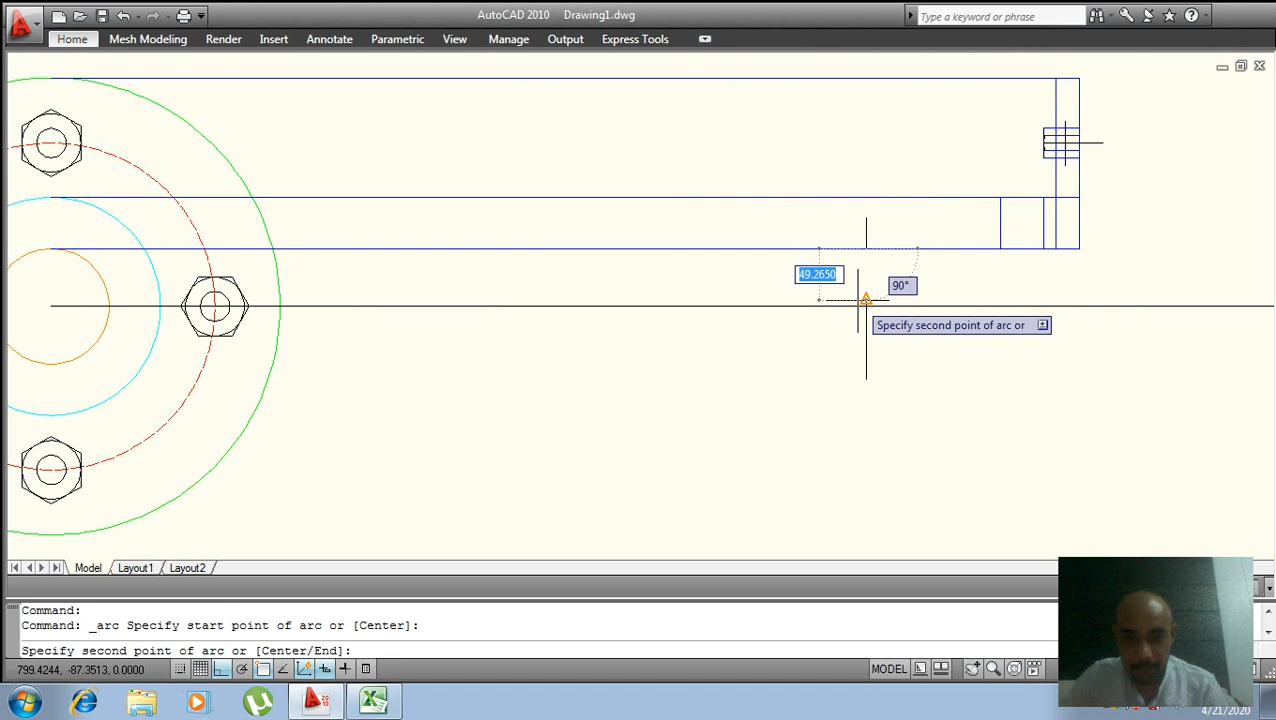 AutoCAD 2010 Drawing1.dwg
Type a keyword or phrase
Home Mesh Modeling Render Insert Annotate Parametric View Manage Output Express Tools
49.2650
90°
Specify second point of arc or
Model Layout1 Layout2
Command:
Command: _arc Specify start point of arc or [Center]:
Specify second point of arc or [Center/End]:
799.4244, -87.3513, 0.0000
MODEL
4/21/2020